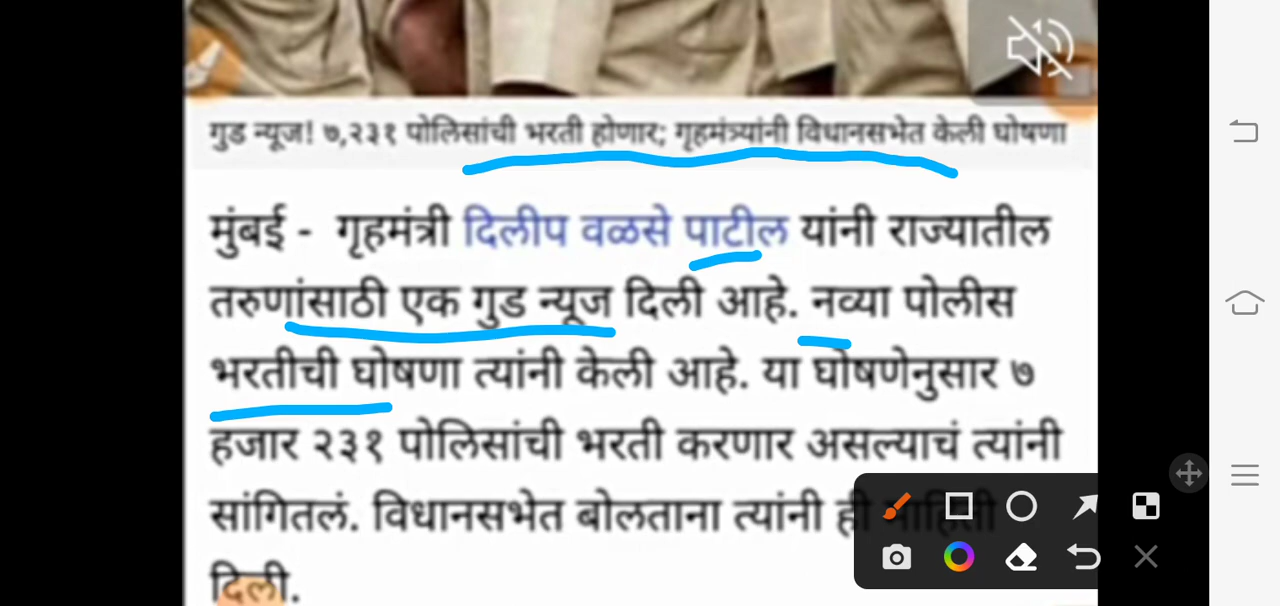 गुड न्यूज! ७,२३१ पोलिसांची भरती होणार; गृहमंत्र्यांनी विधानसभेत केली घोषणा
मुंबई - गृहमंत्री दिलीप वळसे पाटील यांनी राज्यातील
तरुणांसाठी एक गुड न्यूज दिली आहे. नव्या पोलीस
भरतीची घोषणा त्यांनी केली आहे. या घोषणेनुसार ७
हजार २३१ पोलिसांची भरती करणार असल्याचं त्यांनी
सांगितलं. विधानसभेत बोलताना त्यांनी ही माहिती
दिली.